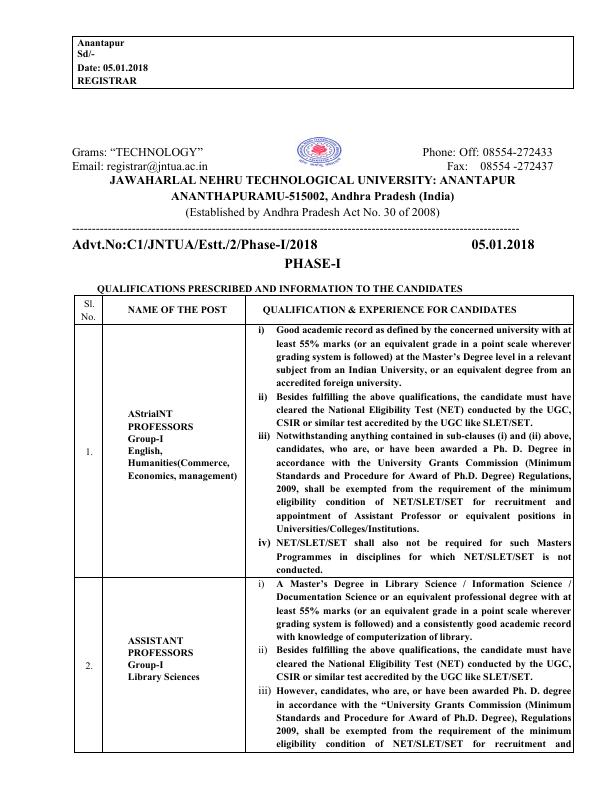 Anantapur
Sd/-
Date: 05.01.2018
REGISTRAR
Grams: “TECHNOLOGY”
Phone: Off: 08554-272433
Email: registrar@jntua.ac.in
Fax: 08554 -272437
JAWAHARLAL NEHRU TECHNOLOGICAL UNIVERSITY: ANANTAPUR
ANANTHAPURAMU-515002, Andhra Pradesh (India)
(Established by Andhra Pradesh Act No. 30 of 2008)
Advt.No:C1/JNTUA/Estt./2/Phase-I/2018
05.01.2018
PHASE-I
QUALIFICATIONS PRESCRIBED AND INFORMATION TO THE CANDIDATES
Sl.
No.
NAME OF THE POST
QUALIFICATION & EXPERIENCE FOR CANDIDATES
1.
AStrialNT
PROFESSORS
Group-I
English,
Humanities(Commerce,
Economics, management)
i) Good academic record as defined by the concerned university with at
least 55% marks (or an equivalent grade in a point scale wherever
grading system is followed) at the Master’s Degree level in a relevant
subject from an Indian University, or an equivalent degree from an
accredited foreign university.
ii) Besides fulfilling the above qualifications, the candidate must have
cleared the National Eligibility Test (NET) conducted by the UGC,
CSIR or similar test accredited by the UGC like SLET/SET.
iii) Notwithstanding anything contained in sub-clauses (i) and (ii) above,
candidates, who are, or have been awarded a Ph. D. Degree in
accordance with the University Grants Commission (Minimum
Standards and Procedure for Award of Ph.D. Degree) Regulations,
2009, shall be exempted from the requirement of the minimum
eligibility condition of NET/SLET/SET for recruitment and
appointment of Assistant Professor or equivalent positions in
Universities/Colleges/Institutions.
iv) NET/SLET/SET shall also not be required for such Masters
Programmes in disciplines for which NET/SLET/SET is not
conducted.
2.
ASSISTANT
PROFESSORS
Group-I
Library Sciences
i) A Master’s Degree in Library Science / Information Science /
Documentation Science or an equivalent professional degree with at
least 55% marks (or an equivalent grade in a point scale wherever
grading system is followed) and a consistently good academic record
with knowledge of computerization of library.
ii) Besides fulfilling the above qualifications, the candidate must have
cleared the National Eligibility Test (NET) conducted by the UGC,
CSIR or similar test accredited by the UGC like SLET/SET.
iii) However, candidates, who are, or have been awarded Ph. D. degree
in accordance with the “University Grants Commission (Minimum
Standards and Procedure for Award of Ph.D. Degree), Regulations
2009, shall be exempted from the requirement of the minimum
eligibility condition of NET/SLET/SET for recruitment and